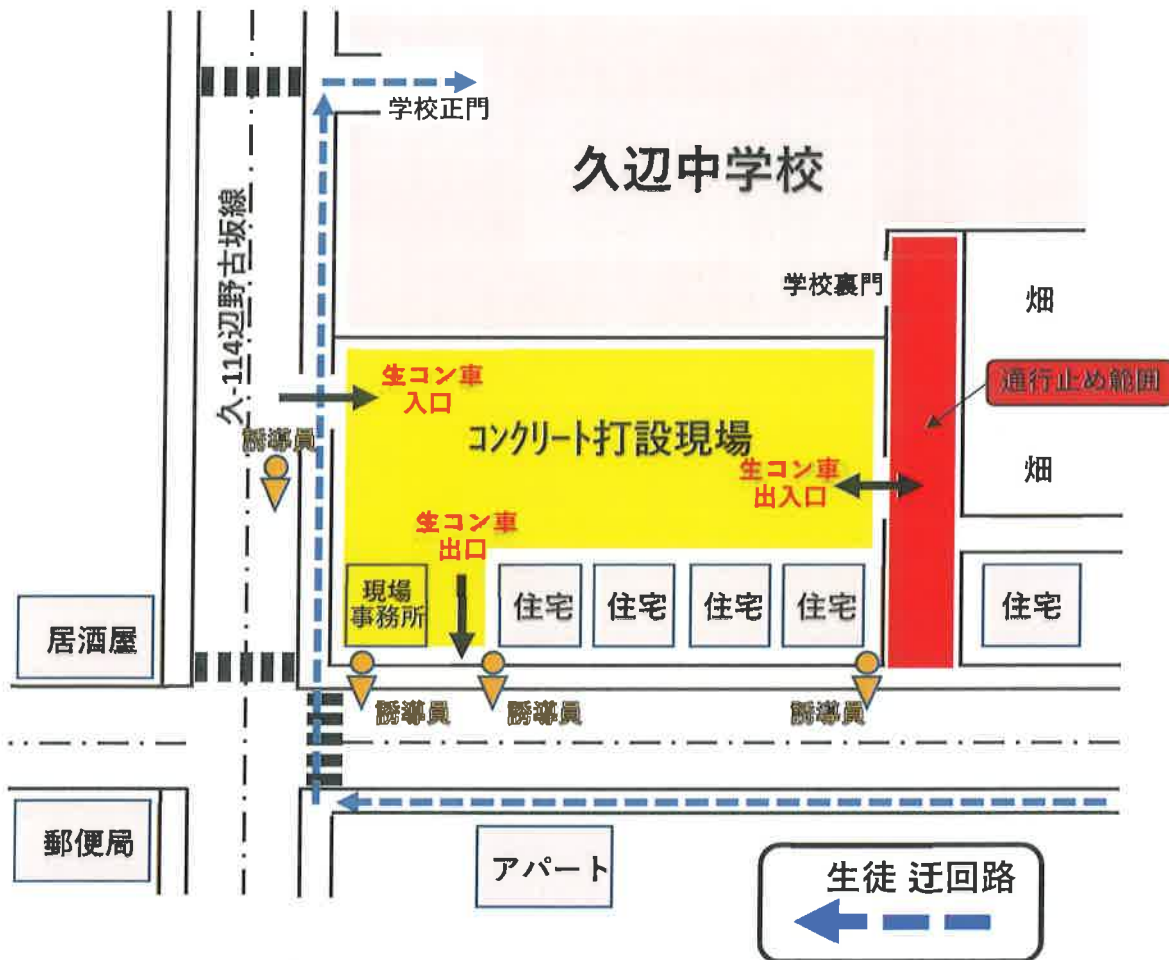 学校正門
久辺中学校
久-114辺野古坂線
学校裏門
畑
通行止め範囲
生コン車
入口
誘導員
コンクリート打設現場
生コン車
出入口
畑
生コン車
出口
現場
事務所
住宅
住宅
住宅
住宅
住宅
居酒屋
誘導員
誘導員
誘導員
郵便局
アパート
生徒 迂回路